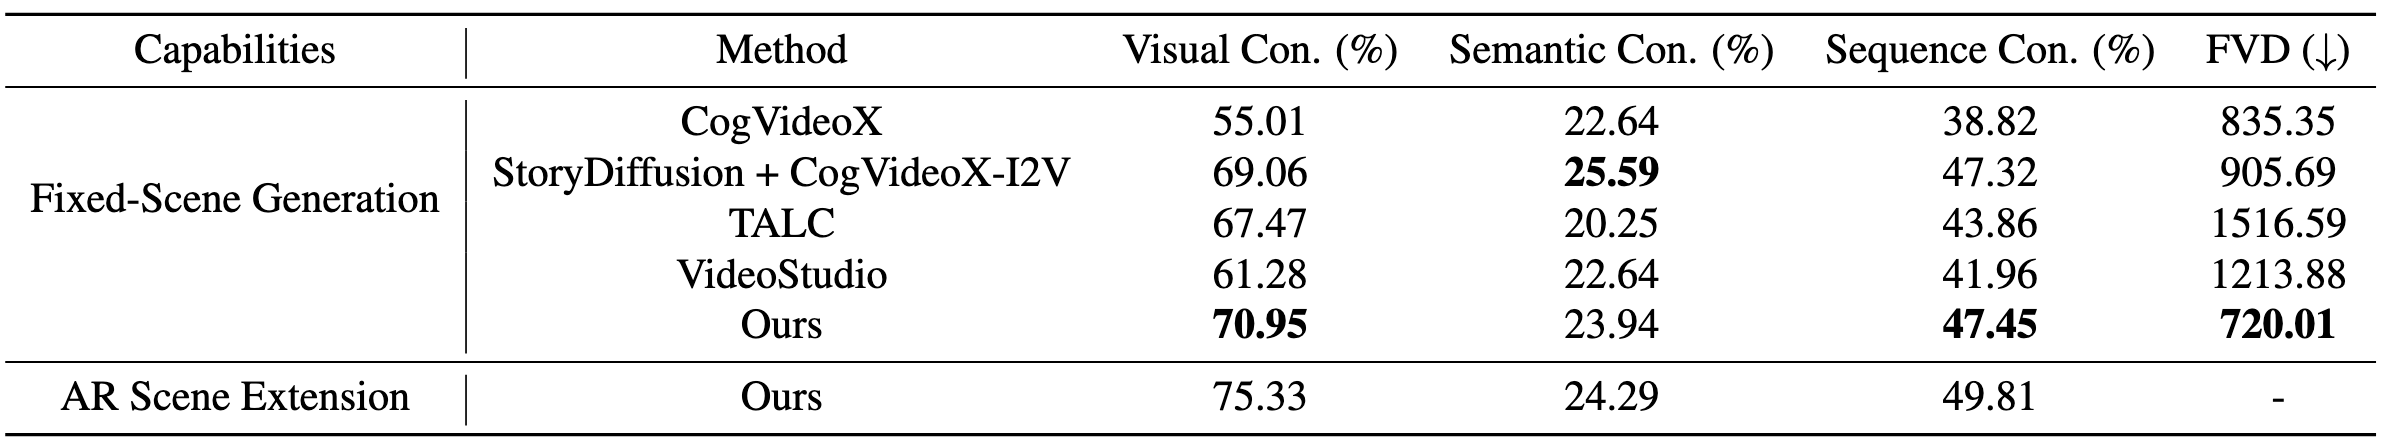 Capabilities Method Visual Con. (%) Semantic Con. (%) Sequence Con. (%) FVD (↓)
CogVideoX 55.01 22.64 38.82 835.35
StoryDiffusion + CogVideoX-I2V 69.06 25.59 47.32 905.69
Fixed-Scene Generation
TALC 67.47 20.25 43.86 1516.59
VideoStudio 61.28 22.64 41.96 1213.88
Ours 70.95 23.94 47.45 720.01
AR Scene Extension Ours 75.33 24.29 49.81 -